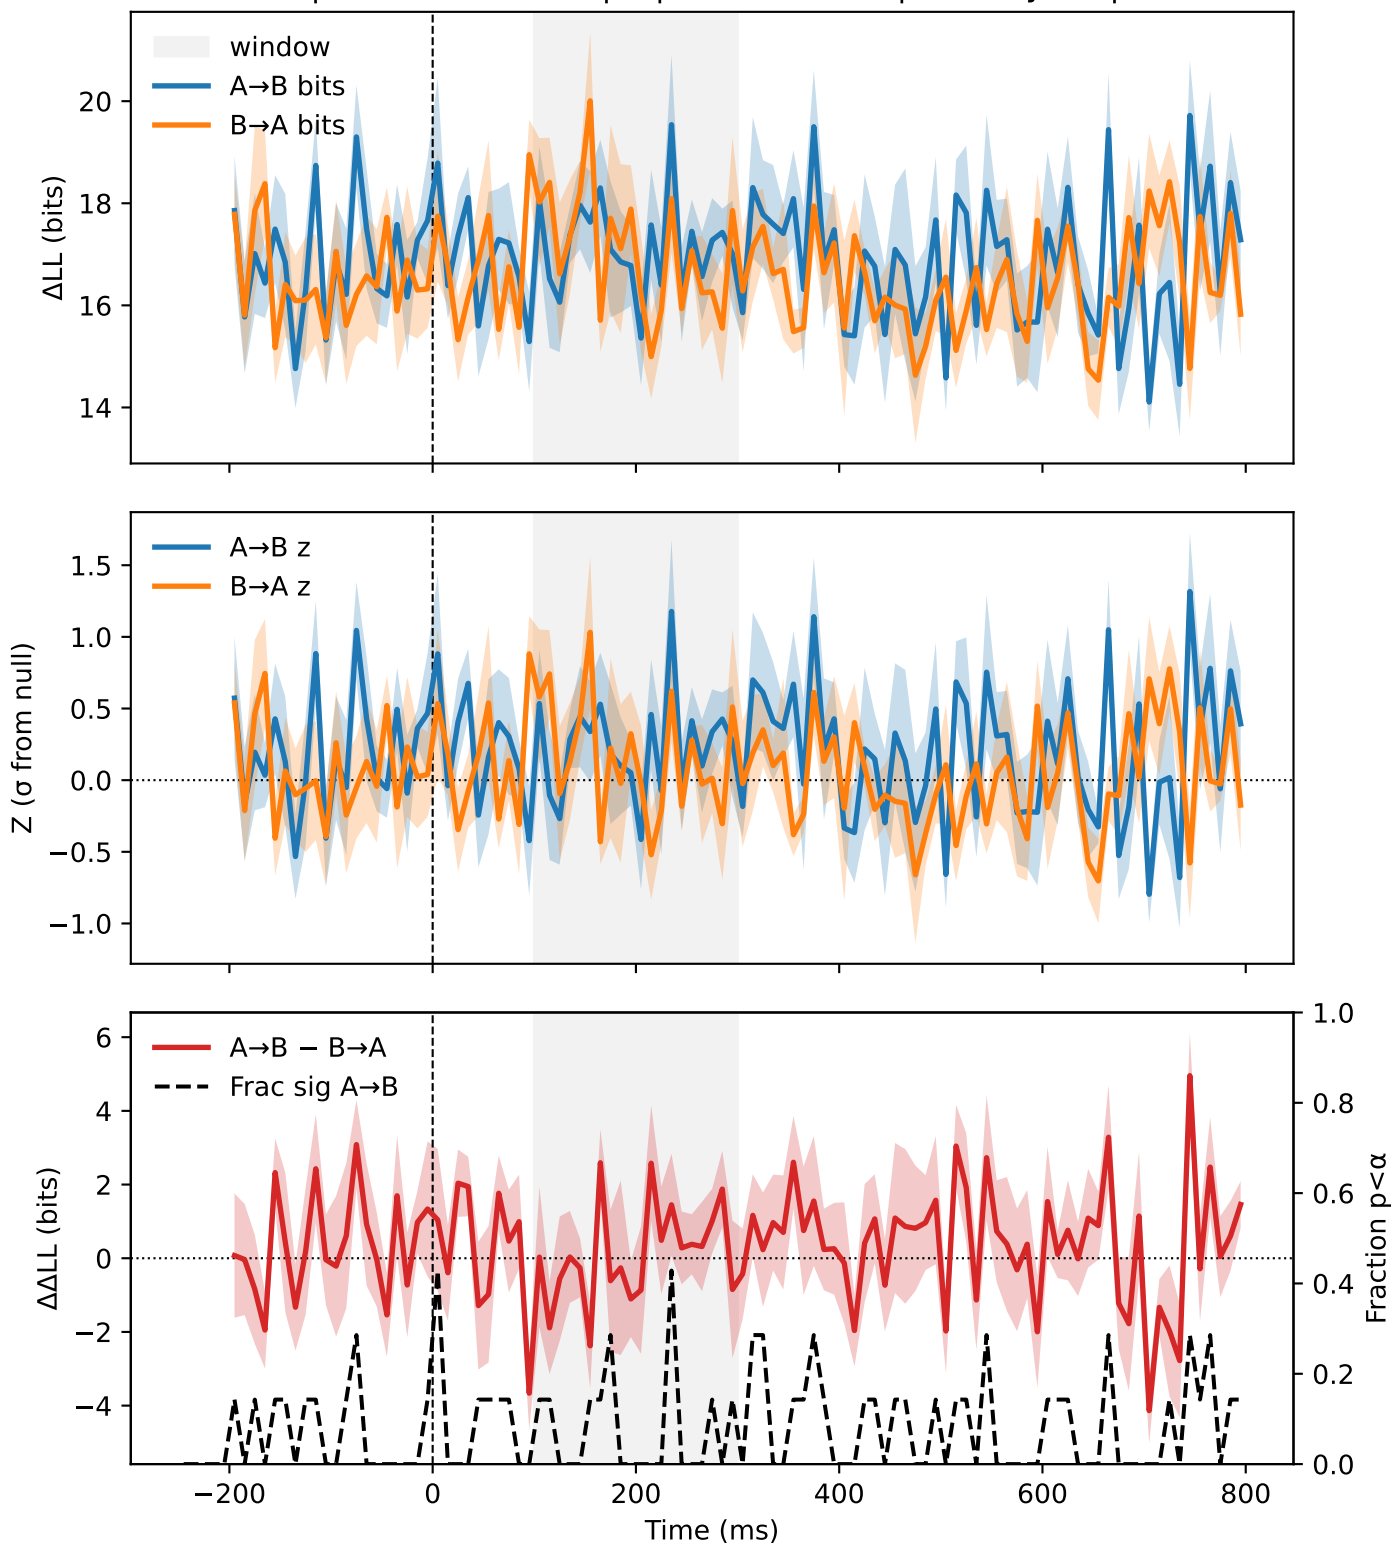 window
A→B bits
B→A bits
20
18
16
14
ΔLL (bits)
A→B z
B→A z
1.5
1.0
0.5
0.0
−0.5
−1.0
Z (σ from null)
A→B − B→A
Frac sig A→B
6
4
2
0
−2
−4
ΔΔLL (bits)
1.0
0.8
0.6
0.4
0.2
0.0
Fraction p<α
−200
0
200
400
600
800
Time (ms)